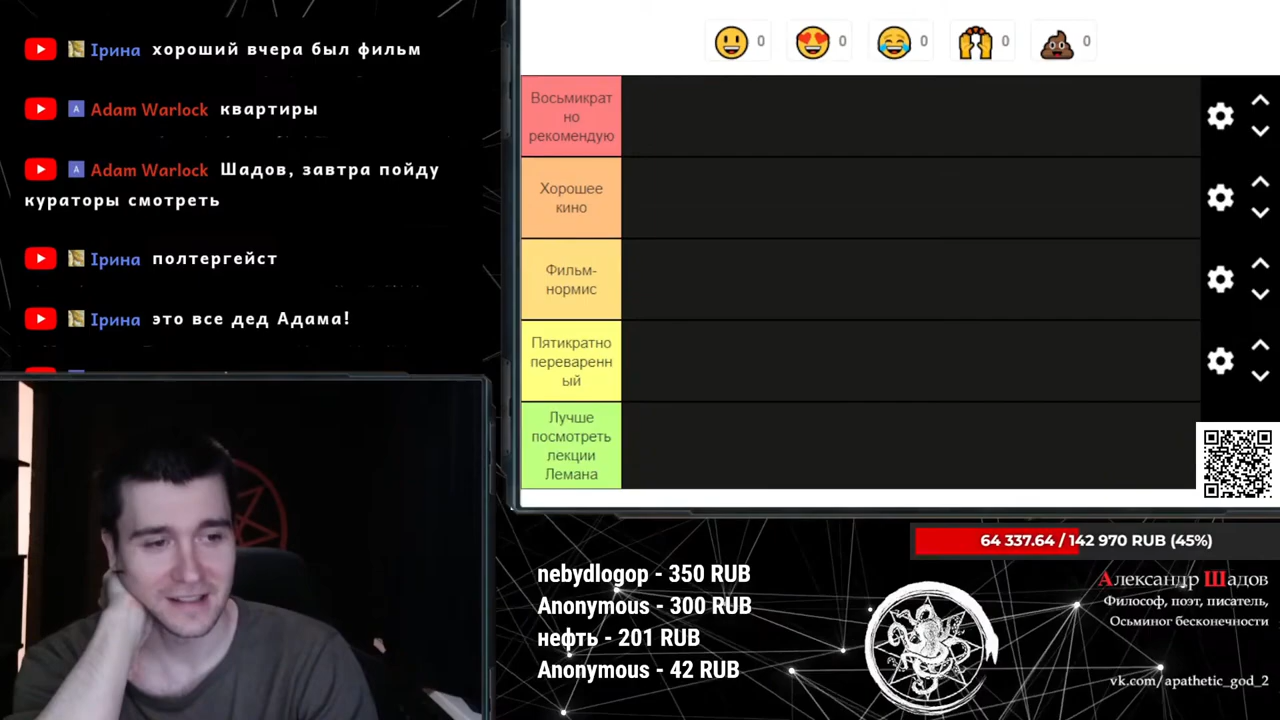 Ірина хороший вчера был фильм
A Adam Warlock квартиры
A Adam Warlock Шадов, завтра пойду
кураторы смотреть
Ірина полтергейст
Ірина это все дед Адама!
0 0 0 0 0
Восьмикрат
но
рекомендую
Хорошее
кино
Фильм-
нормис
Пятикратно
переваренн
ый
Лучше
посмотреть
лекции
Лемана
64 337.64 / 142 970 RUB (45%)
nebydlogop - 350 RUB
Anonymous - 300 RUB
нефть - 201 RUB
Anonymous - 42 RUB
Александр Шадов
Философ, поэт, писатель,
Осьминог бесконечности
vk.com/apathetic_god_2